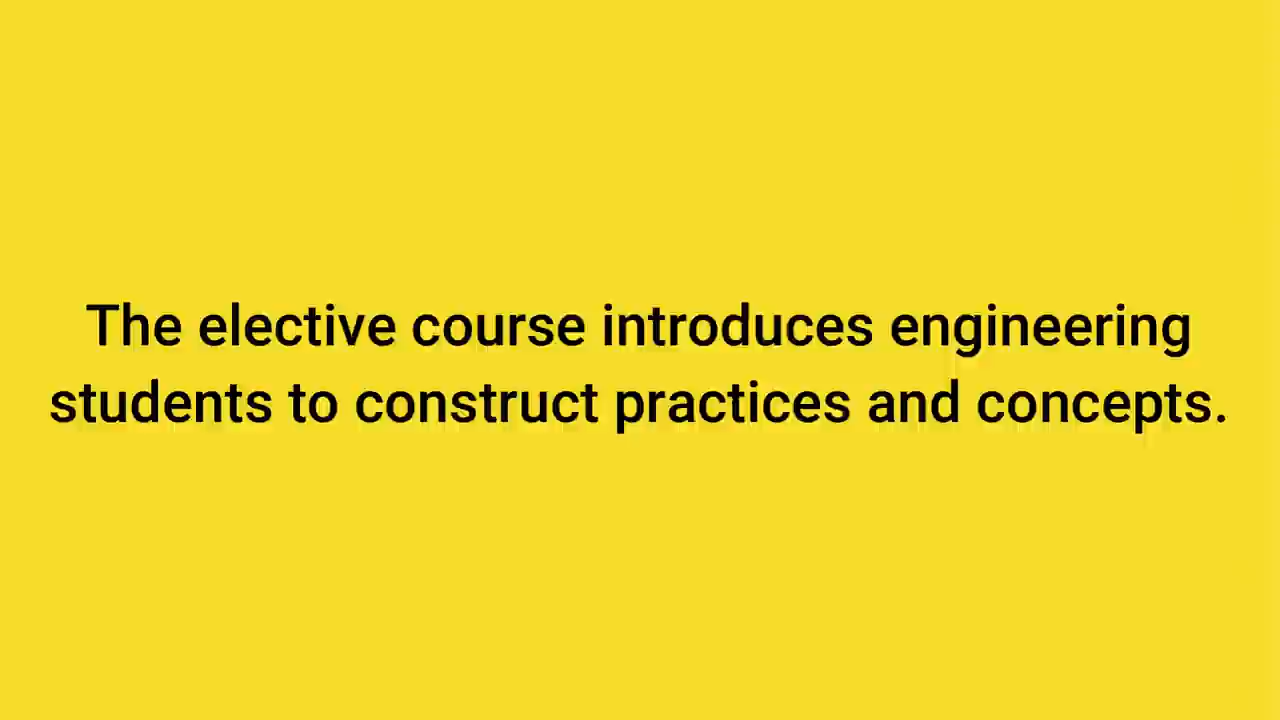 The elective course introduces engineering
students to construct practices and concepts.